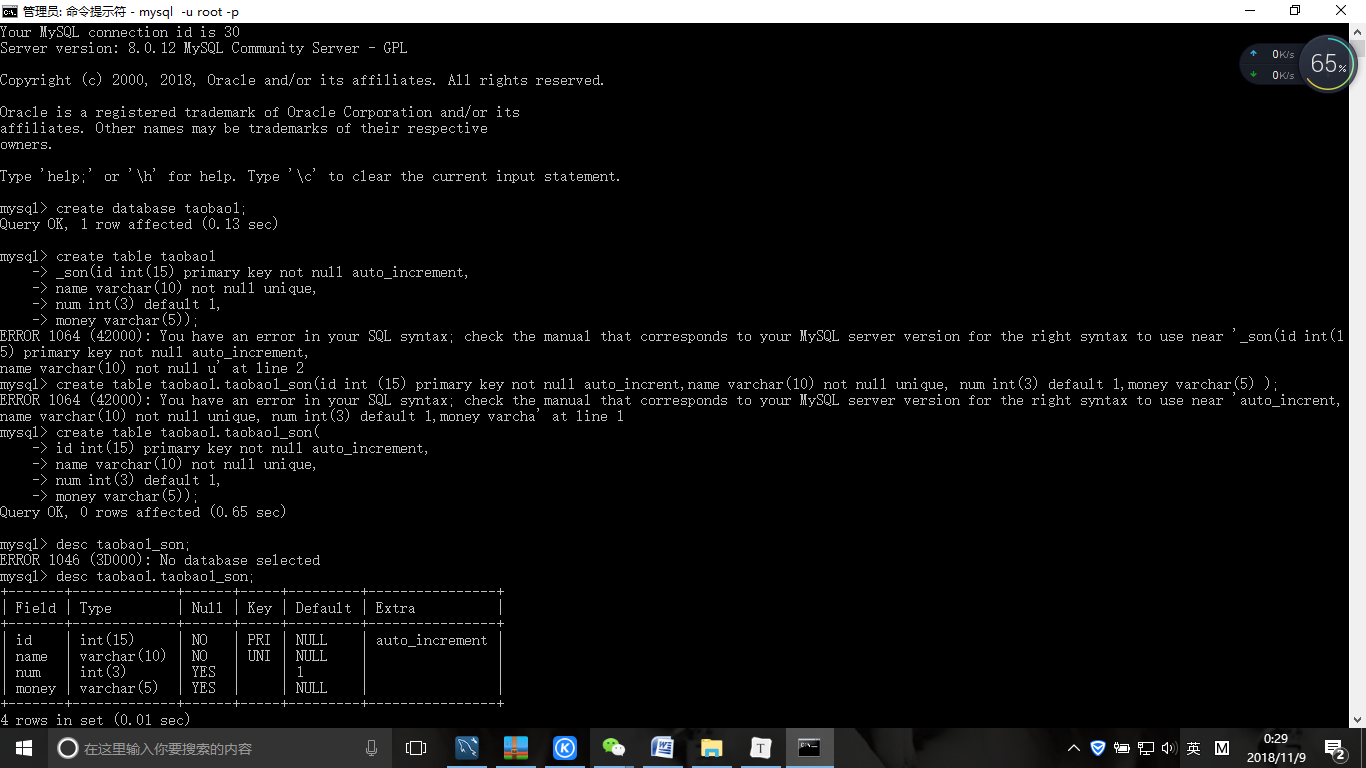 管理员: 命令提示符 - mysql  -u root -p
Your MySQL connection id is 30
Server version: 8.0.12 MySQL Community Server - GPL
Copyright (c) 2000, 2018, Oracle and/or its affiliates. All rights reserved.
Oracle is a registered trademark of Oracle Corporation and/or its
affiliates. Other names may be trademarks of their respective
owners.
Type 'help;' or '\h' for help. Type '\c' to clear the current input statement.
mysql> create database taobao1;
Query OK, 1 row affected (0.13 sec)
mysql> create table taobao1
    -> _son(id int(15) primary key not null auto_increment,
    -> name varchar(10) not null unique,
    -> num int(3) default 1,
    -> money varchar(5));
ERROR 1064 (42000): You have an error in your SQL syntax; check the manual that corresponds to your MySQL server version for the right syntax to use near '_son(id int(1
5) primary key not null auto_increment,
name varchar(10) not null u' at line 2
mysql> create table taobao1.taobao1_son(id int (15) primary key not null auto_incrent,name varchar(10) not null unique, num int(3) default 1,money varchar(5) );
ERROR 1064 (42000): You have an error in your SQL syntax; check the manual that corresponds to your MySQL server version for the right syntax to use near 'auto_incrent,
name varchar(10) not null unique, num int(3) default 1,money varcha' at line 1
mysql> create table taobao1.taobao1_son(
    -> id int(15) primary key not null auto_increment,
    -> name varchar(10) not null unique,
    -> num int(3) default 1,
    -> money varchar(5));
Query OK, 0 rows affected (0.65 sec)
mysql> desc taobao1_son;
ERROR 1046 (3D000): No database selected
mysql> desc taobao1.taobao1_son;
+-------+-------------+------+-----+---------+----------------+
| Field | Type        | Null | Key | Default | Extra          |
+-------+-------------+------+-----+---------+----------------+
| id    | int(15)     | NO   | PRI | NULL    | auto_increment |
| name  | varchar(10) | NO   | UNI | NULL    |                |
| num   | int(3)      | YES  |     | 1       |                |
| money | varchar(5)  | YES  |     | NULL    |                |
+-------+-------------+------+-----+---------+----------------+
4 rows in set (0.01 sec)
0K/s
0K/s
65%
在这里输入你要搜索的内容
英
M
0:29
2018/11/9
2